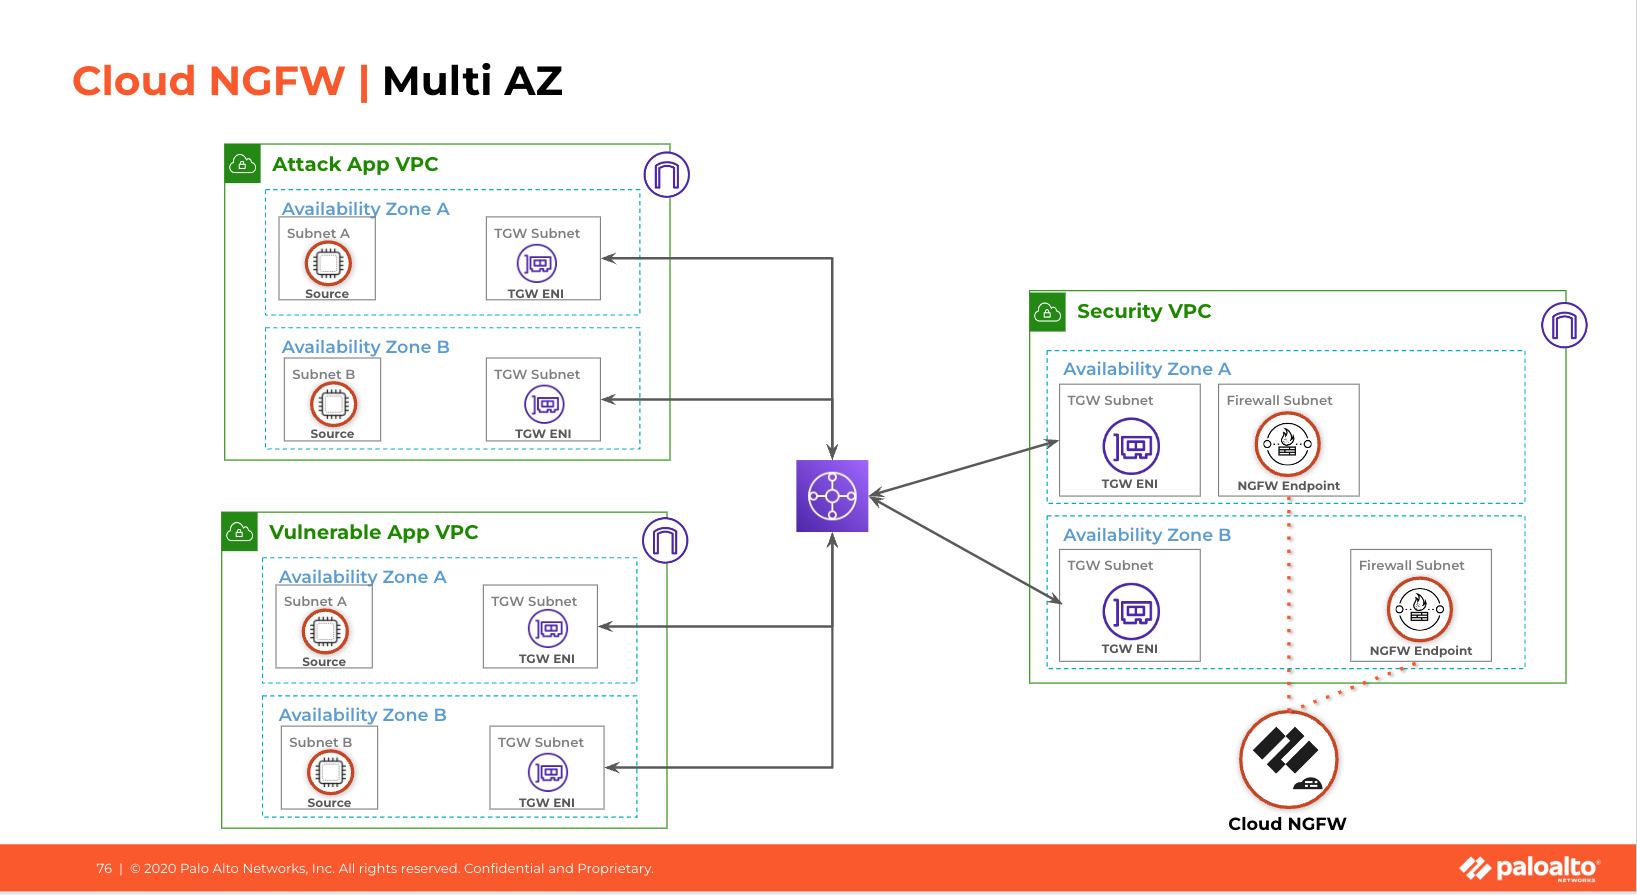 Cloud NGFW | Multi AZ
Attack App VPC
Availability Zone A
Subnet A
Source
TGW Subnet
TGW ENI
Availability Zone B
Subnet B
Source
TGW Subnet
TGW ENI
Vulnerable App VPC
Availability Zone A
Subnet A
Source
TGW Subnet
TGW ENI
Availability Zone B
Subnet B
Source
TGW Subnet
TGW ENI
Security VPC
Availability Zone A
TGW Subnet
TGW ENI
Firewall Subnet
NGFW Endpoint
Availability Zone B
TGW Subnet
TGW ENI
Firewall Subnet
NGFW Endpoint
Cloud NGFW
76 | © 2020 Palo Alto Networks, Inc. All rights reserved. Confidential and Proprietary.
paloalto®
NETWORKS